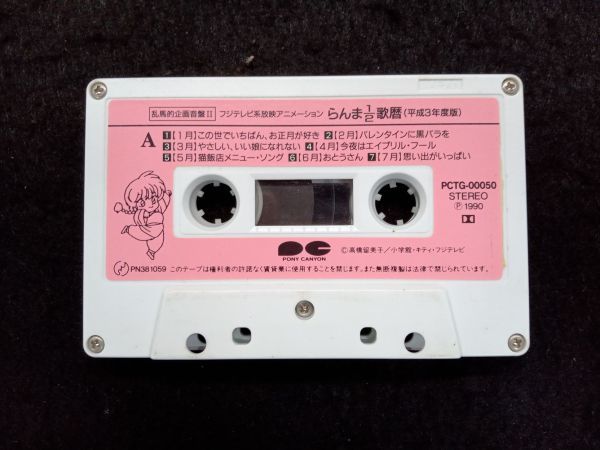 乱馬的企画音盤II フジテレビ系放映アニメーション らんま1/2歌暦(平成3年度版)
A 1【1月】この世でいちばん、お正月が好き 2【2月】バレンタインに黒バラを
3【3月】やさしい、いい娘になれない 4【4月】今夜はエイプリル・フール
5【5月】猫飯店メニュー・ソング 6【6月】おとうさん 7【7月】思い出がいっぱい
PCTG-00050
STEREO
Ⓟ 1990
PONY CANYON
©高橋留美子/小学館・キティ・フジテレビ
PN381059 このテープは権利者の許諾なく賃貸業に使用することを禁じます。また無断複製は法律で禁じられています。